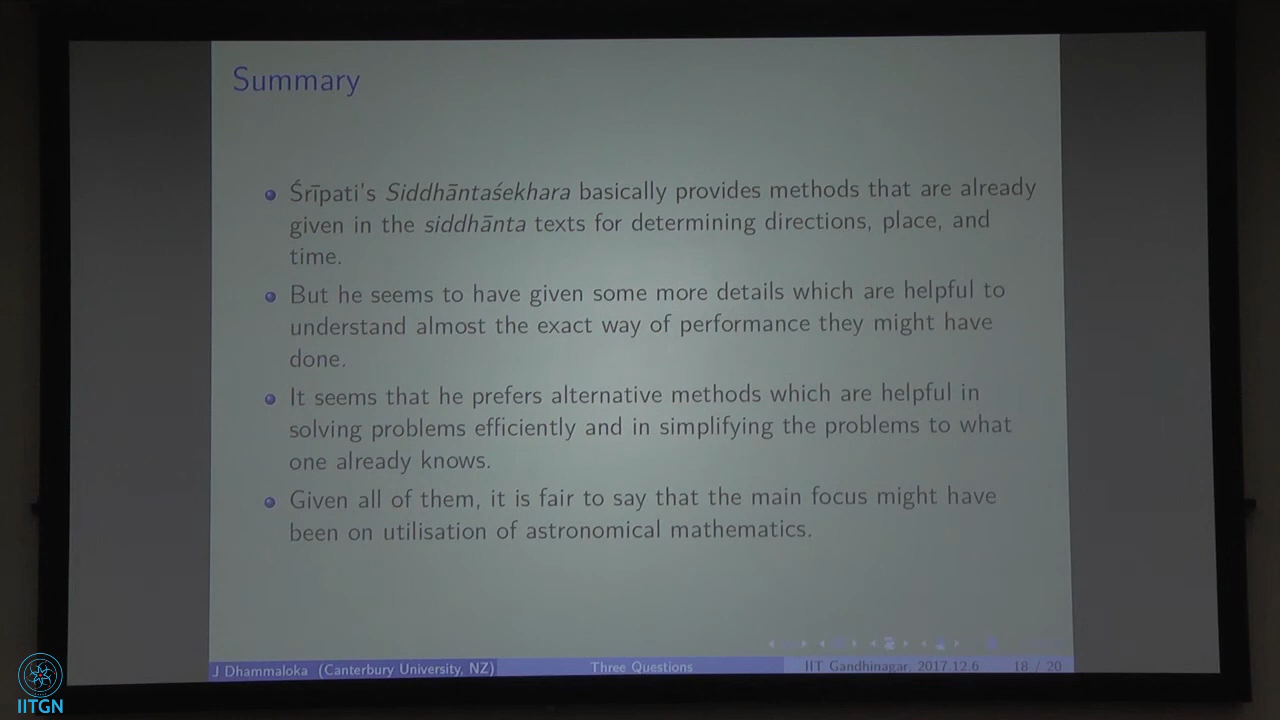 Summary
Śrīpati's Siddhāntaśekhara basically provides methods that are already
given in the siddhānta texts for determining directions, place, and
time.
But he seems to have given some more details which are helpful to
understand almost the exact way of performance they might have
done.
It seems that he prefers alternative methods which are helpful in
solving problems efficiently and in simplifying the problems to what
one already knows.
Given all of them, it is fair to say that the main focus might have
been on utilisation of astronomical mathematics.
J Dhammaloka (Canterbury University, NZ) Three Questions IIT Gandhinagar, 2017.12.6 18 / 20
IITGN